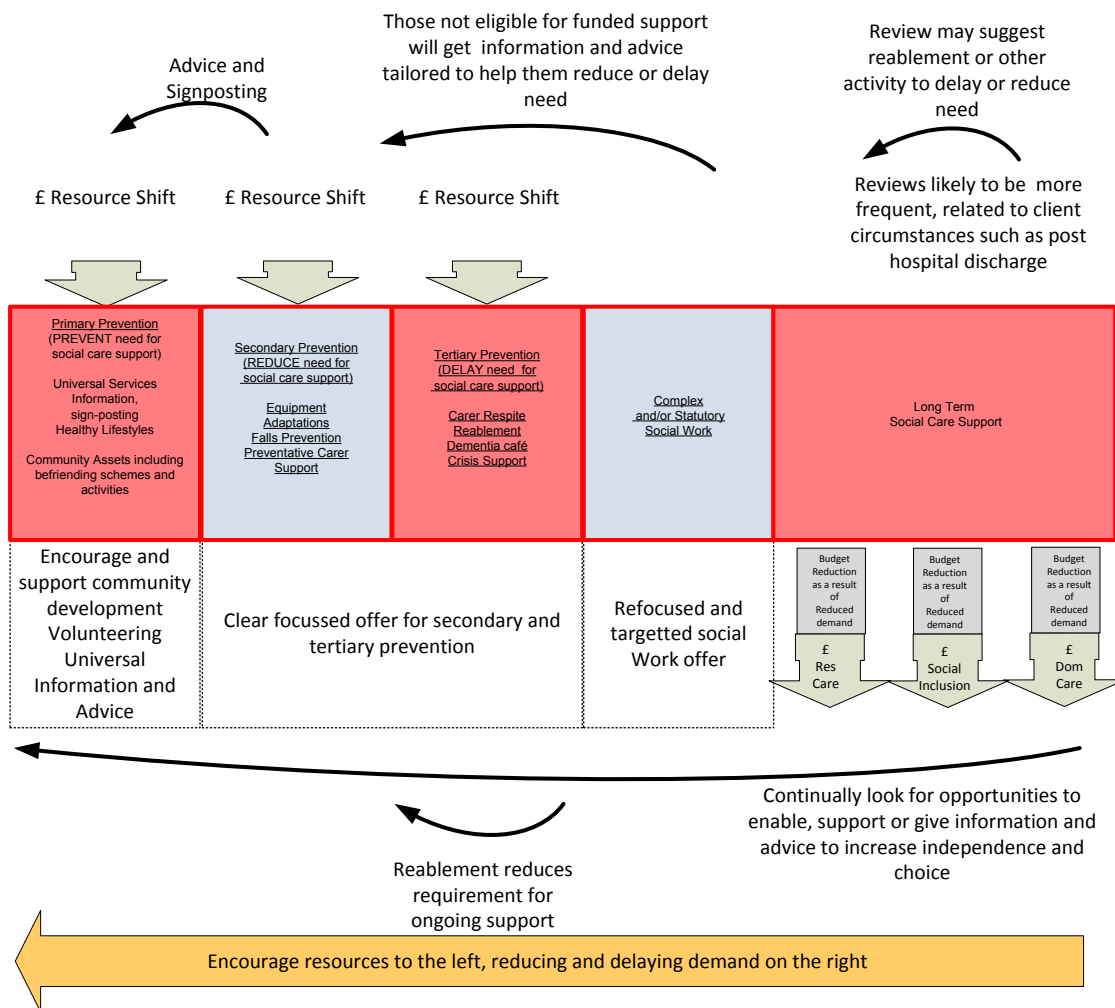 Advice and
Signposting
Those not eligible for funded support
will get information and advice
tailored to help them reduce or delay
need
Review may suggest
reablement or other
activity to delay or reduce
need
£ Resource Shift
£ Resource Shift
£ Resource Shift
Reviews likely to be more
frequent, related to client
circumstances such as post
hospital discharge
Primary Prevention
(PREVENT need for
social care support)
Universal Services
Information,
sign-posting
Healthy Lifestyles
Community Assets including
befriending schemes and
activities
Secondary Prevention
(REDUCE need for
social care support)
Equipment
Adaptations
Falls Prevention
Preventative Carer
Support
Tertiary Prevention
(DELAY need for
social care support)
Carer Respite
Reablement
Dementia café
Crisis Support
Complex
and/or Statutory
Social Work
Long Term
Social Care Support
Encourage and
support community
development
Volunteering
Universal
Information and
Advice
Clear focussed offer for secondary and
tertiary prevention
Refocused and
targetted social
Work offer
Budget
Reduction
as a result
of
Reduced
demand
£
Res
Care
Budget
Reduction
as a result
of
Reduced
demand
£
Social
Inclusion
Budget
Reduction
as a result
of
Reduced
demand
£
Dom
Care
Continually look for opportunities to
enable, support or give information and
advice to increase independence and
choice
Reablement reduces
requirement for
ongoing support
Encourage resources to the left, reducing and delaying demand on the right